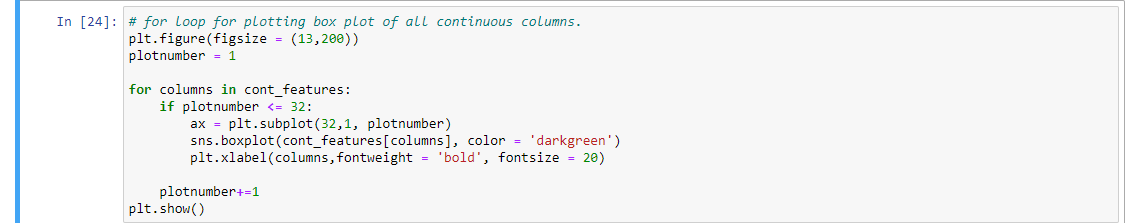 In [24]: # for loop for plotting box plot of all continuous columns.
plt.figure(figsize = (13,200))
plotnumber = 1
for columns in cont_features:
    if plotnumber <= 32:
        ax = plt.subplot(32,1, plotnumber)
        sns.boxplot(cont_features[columns], color = 'darkgreen')
        plt.xlabel(columns,fontweight = 'bold', fontsize = 20)
    plotnumber+=1
plt.show()